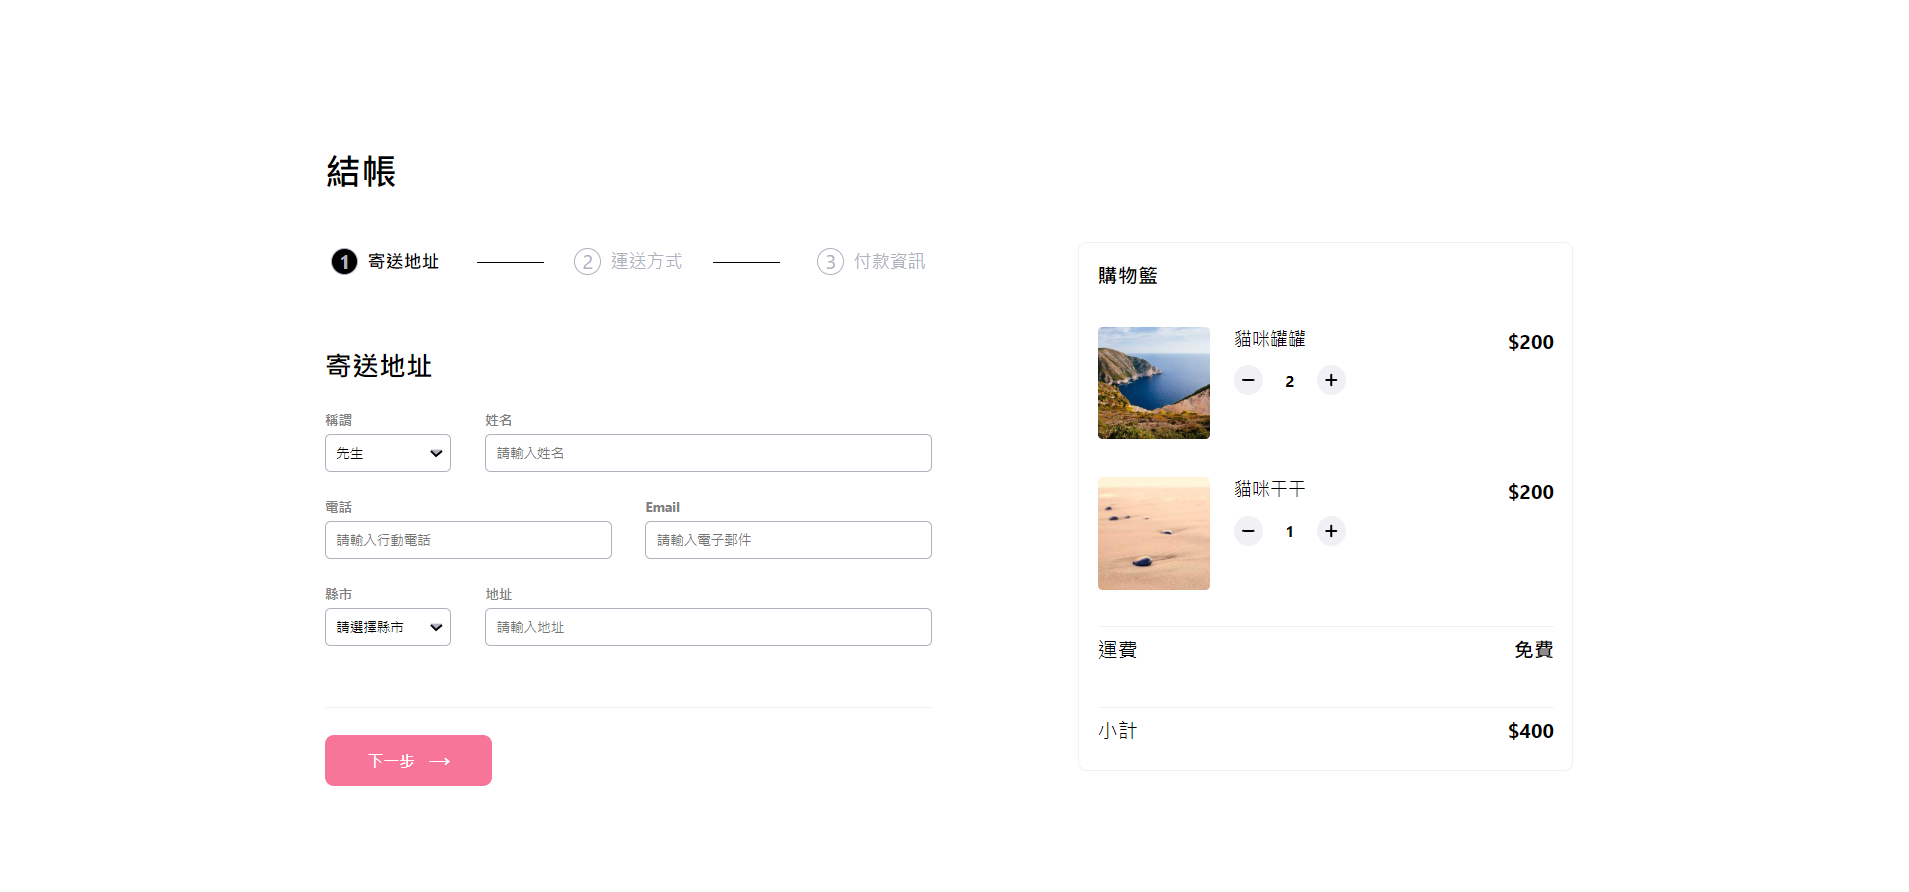 結帳
1 寄送地址
2 運送方式
3 付款資訊
寄送地址
稱謂 姓名
先生 請輸入姓名
電話 Email
請輸入行動電話 請輸入電子郵件
縣市 地址
請選擇縣市 請輸入地址
下一步 →
購物籃
貓咪罐罐 $200
− 2 +
貓咪干干 $200
− 1 +
運費 免費
小計 $400